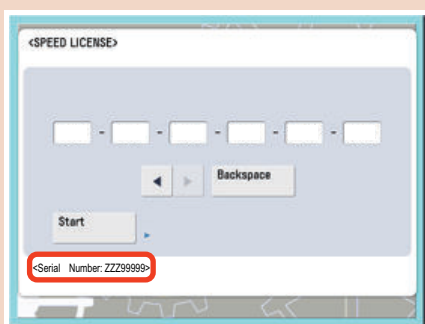 <SPEED LICENSE>
- - - - -
Backspace
Start
<Serial Number: ZZZ99999>